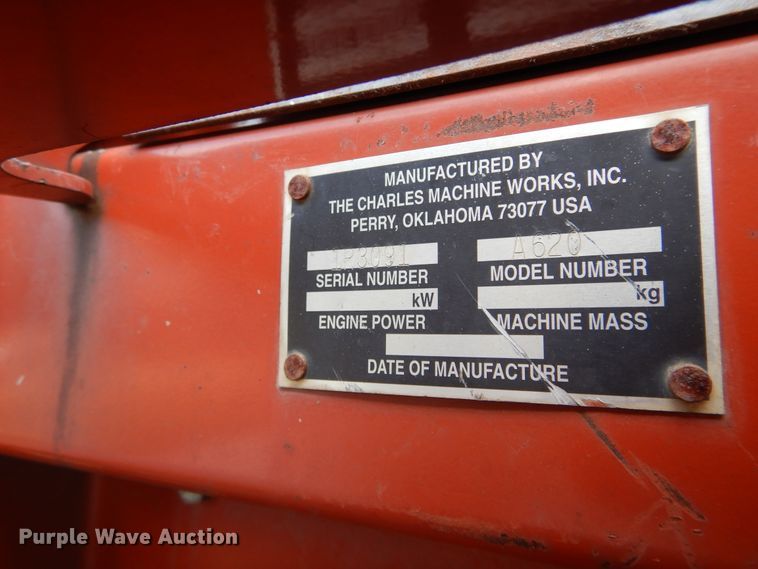 MANUFACTURED BY
THE CHARLES MACHINE WORKS, INC.
PERRY, OKLAHOMA 73077 USA
1P3091 A620
SERIAL NUMBER MODEL NUMBER
kW kg
ENGINE POWER MACHINE MASS
DATE OF MANUFACTURE
Purple Wave Auction